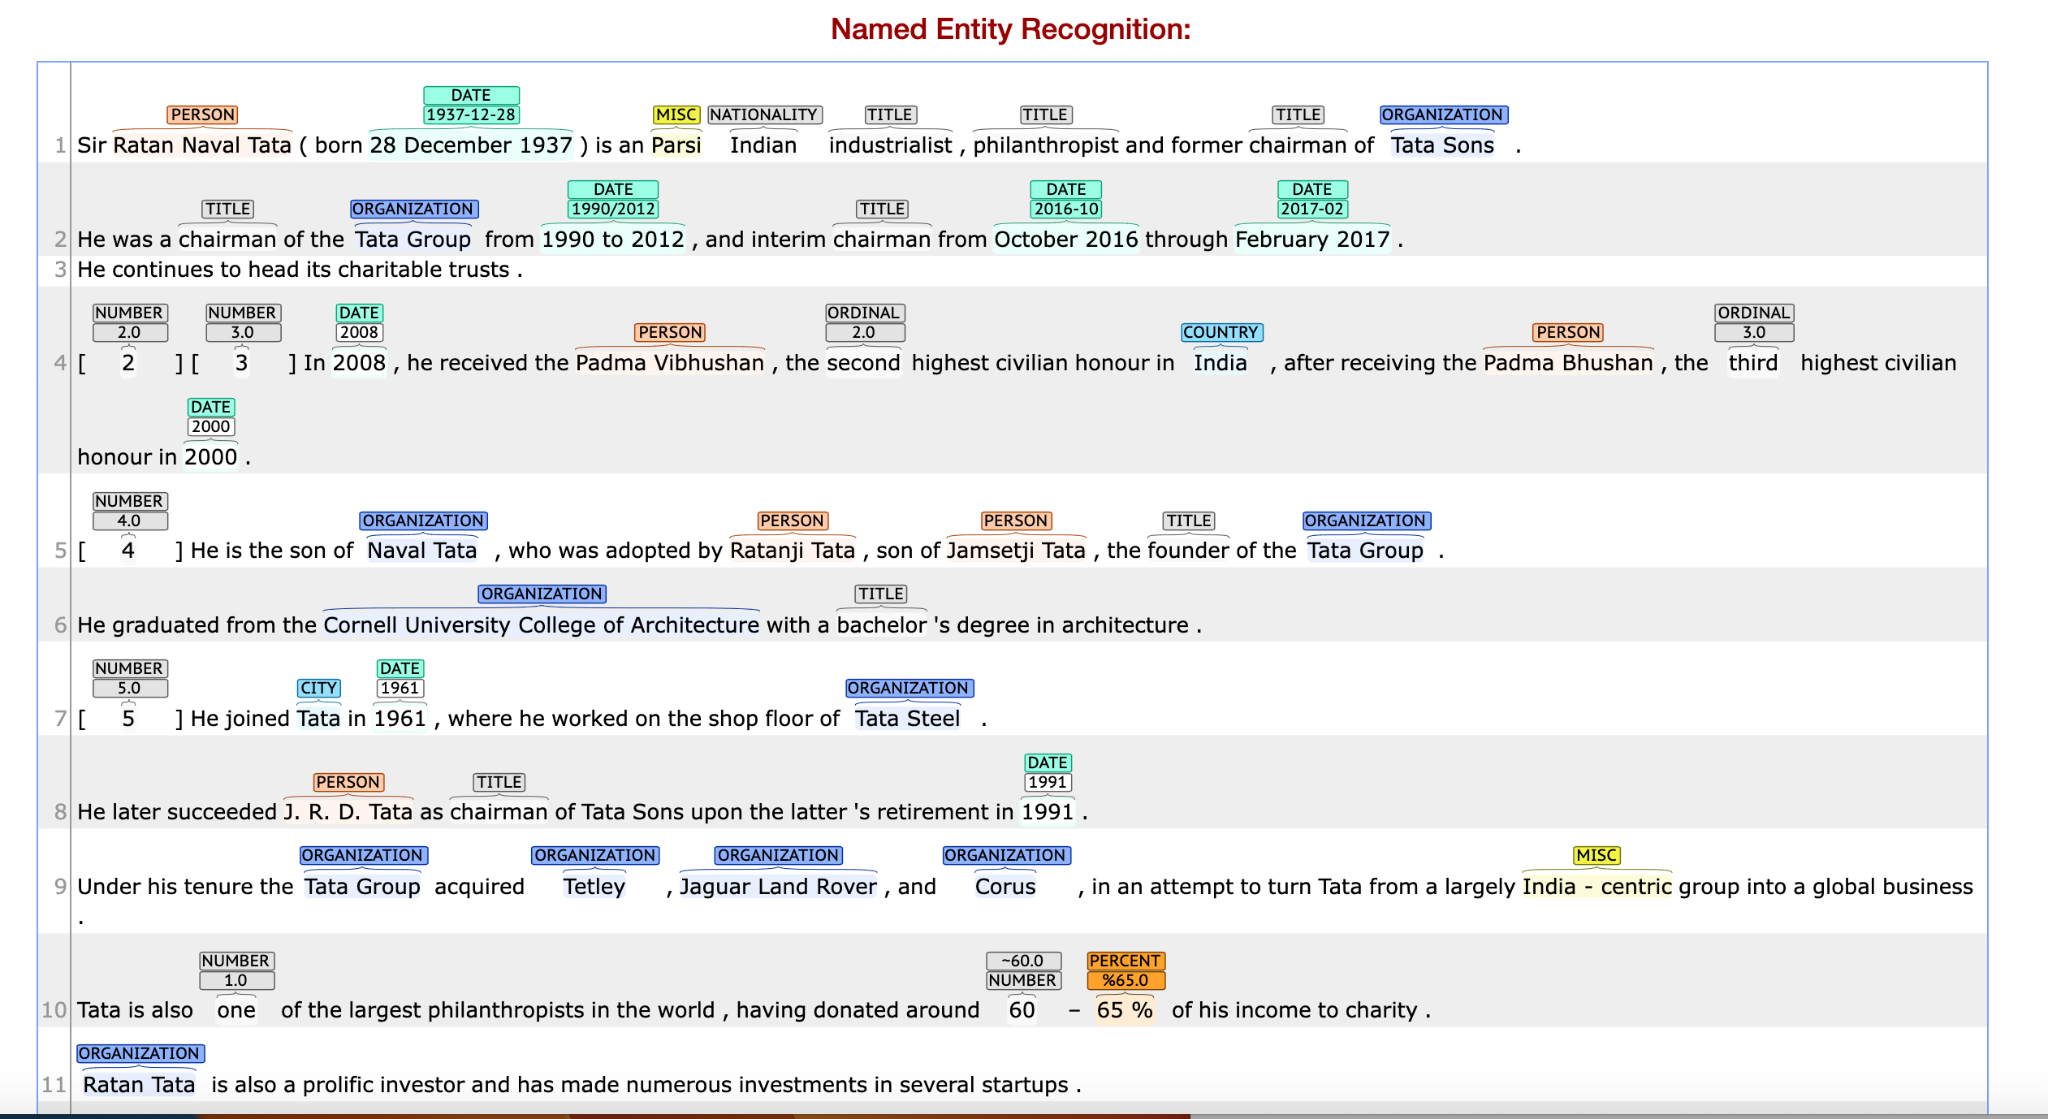 Named Entity Recognition:
DATE
PERSON 1937-12-28 MISC NATIONALITY TITLE TITLE TITLE ORGANIZATION
1 Sir Ratan Naval Tata ( born 28 December 1937 ) is an Parsi Indian industrialist , philanthropist and former chairman of Tata Sons .
DATE DATE DATE
TITLE ORGANIZATION 1990/2012 TITLE 2016-10 2017-02
2 He was a chairman of the Tata Group from 1990 to 2012 , and interim chairman from October 2016 through February 2017 .
3 He continues to head its charitable trusts .
NUMBER NUMBER DATE ORDINAL ORDINAL
2.0 3.0 2008 PERSON 2.0 COUNTRY PERSON 3.0
4 [ 2 ] [ 3 ] In 2008 , he received the Padma Vibhushan , the second highest civilian honour in India , after receiving the Padma Bhushan , the third highest civilian
DATE
2000
honour in 2000 .
NUMBER
4.0 ORGANIZATION PERSON PERSON TITLE ORGANIZATION
5 [ 4 ] He is the son of Naval Tata , who was adopted by Ratanji Tata , son of Jamsetji Tata , the founder of the Tata Group .
ORGANIZATION TITLE
6 He graduated from the Cornell University College of Architecture with a bachelor 's degree in architecture .
NUMBER DATE
5.0 CITY 1961 ORGANIZATION
7 [ 5 ] He joined Tata in 1961 , where he worked on the shop floor of Tata Steel .
DATE
PERSON TITLE 1991
8 He later succeeded J. R. D. Tata as chairman of Tata Sons upon the latter 's retirement in 1991 .
ORGANIZATION ORGANIZATION ORGANIZATION ORGANIZATION MISC
9 Under his tenure the Tata Group acquired Tetley , Jaguar Land Rover , and Corus , in an attempt to turn Tata from a largely India - centric group into a global business
.
NUMBER ~60.0 PERCENT
1.0 NUMBER %65.0
10 Tata is also one of the largest philanthropists in the world , having donated around 60 – 65 % of his income to charity .
ORGANIZATION
11 Ratan Tata is also a prolific investor and has made numerous investments in several startups .